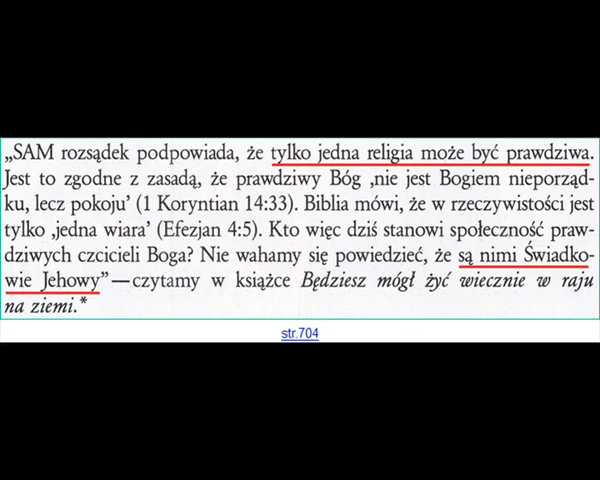 „SAM rozsądek podpowiada, że tylko jedna religia może być prawdziwa.
Jest to zgodne z zasadą, że prawdziwy Bóg ‚nie jest Bogiem nieporząd-
ku, lecz pokoju’ (1 Koryntian 14:33). Biblia mówi, że w rzeczywistości jest
tylko ‚jedna wiara’ (Efezjan 4:5). Kto więc dziś stanowi społeczność praw-
dziwych czcicieli Boga? Nie wahamy się powiedzieć, że są nimi Świadko-
wie Jehowy”—czytamy w książce Będziesz mógł żyć wiecznie w raju
na ziemi.*
str.704